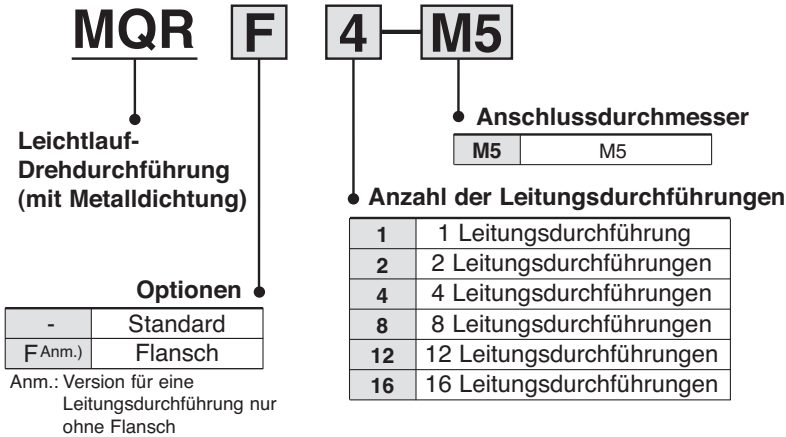 MQR F 4 - M5
Anschlussdurchmesser
M5 M5
Leichtlauf-
Drehdurchführung
(mit Metalldichtung)
Anzahl der Leitungsdurchführungen
1 1 Leitungsdurchführung
2 2 Leitungsdurchführungen
4 4 Leitungsdurchführungen
8 8 Leitungsdurchführungen
12 12 Leitungsdurchführungen
16 16 Leitungsdurchführungen
Optionen
- Standard
F Anm.) Flansch
Anm.: Version für eine
Leitungsdurchführung nur
ohne Flansch